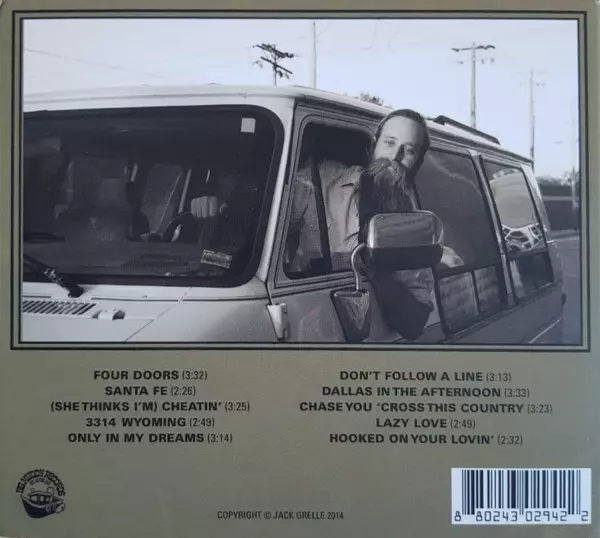 FOUR DOORS (3:32)
SANTA FE (2:26)
(SHE THINKS I'M) CHEATIN' (3:25)
3314 WYOMING (2:49)
ONLY IN MY DREAMS (3:14)
DON'T FOLLOW A LINE (3:13)
DALLAS IN THE AFTERNOON (3:33)
CHASE YOU 'CROSS THIS COUNTRY (3:23)
LAZY LOVE (2:49)
HOOKED ON YOUR LOVIN' (2:32)
COPYRIGHT © JACK GRELLE 2014
8 80243 02942 2